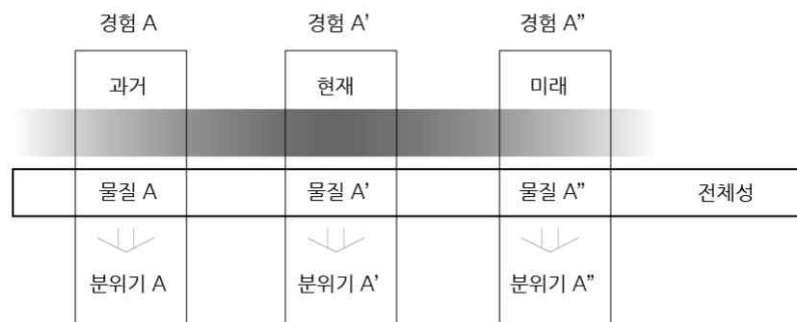 경험 A 경험 A’ 경험 A”
과거 현재 미래
물질 A 물질 A’ 물질 A” 전체성
분위기 A 분위기 A’ 분위기 A”